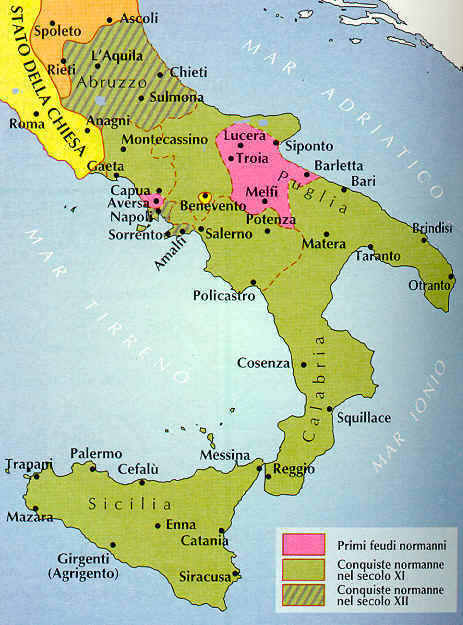 Ascoli
Spoleto
L'Aquila
Rieti
Chieti
Abruzzo
Sulmona
STATO DELLA CHIESA
Roma
Anagni
MAR ADRIATICO
Montecassino
Lucera
Siponto
Troia
Gaeta
Barletta
Capua
Puglia
Bari
Aversa
Melfi
Benevento
Napoli
Potenza
Sorrento
Amalfi
Salerno
Brindisi
Matera
Taranto
Otranto
Policastro
MAR TIRRENO
Cosenza
Calabria
Squillace
MAR IONIO
Messina
Palermo
Trapani
Cefalù
Reggio
Sicilia
Mazara
Enna
Catania
Girgenti
(Agrigento)
Siracusa
Primi feudi normanni
Conquiste normanne
nel secolo XI
Conquiste normanne
nel secolo XII